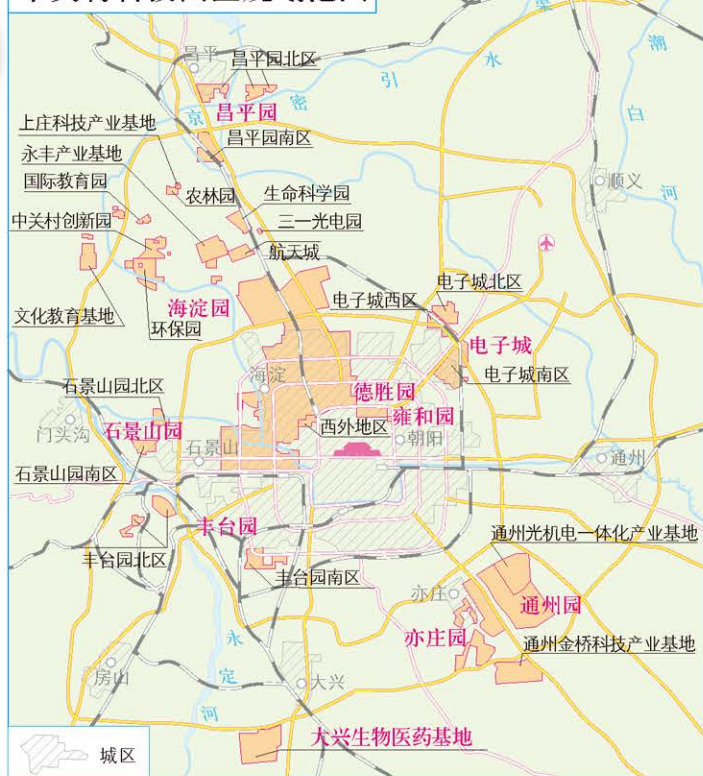 昌平
昌平园北区
昌平园
京
密
引
水
渠
潮
白
河
上庄科技产业基地
昌平园南区
永丰产业基地
国际教育园
农林园
生命科学园
顺义
中关村创新园
三一光电园
航天城
文化教育基地
海淀园
环保园
电子城西区
电子城北区
电子城
电子城南区
海淀
德胜园
石景山园北区
雍和园
门头沟
石景山园
西外地区
朝阳
石景山
石景山园南区
通州
丰台园
丰台园北区
丰台园南区
通州光机电一体化产业基地
亦庄
通州园
亦庄园
通州金桥科技产业基地
永
定
河
房山
大兴
大兴生物医药基地
城区